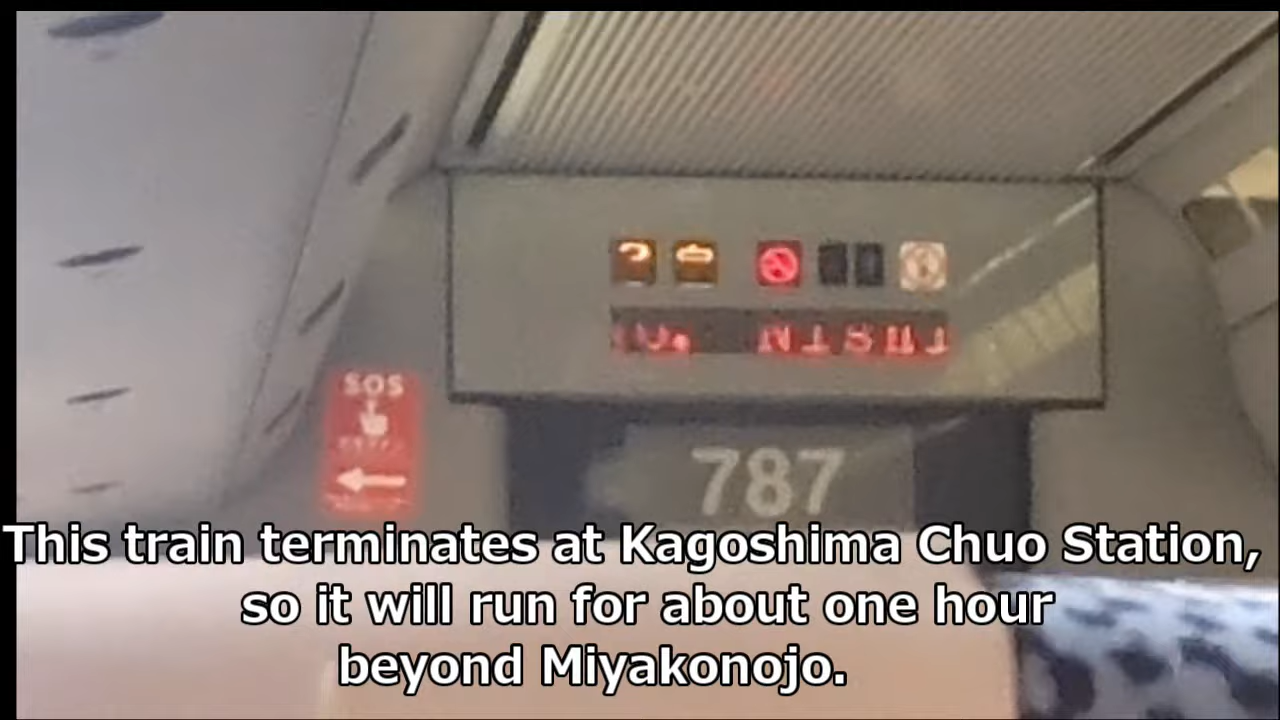 SOS
787
This train terminates at Kagoshima Chuo Station,
so it will run for about one hour
beyond Miyakonojo.